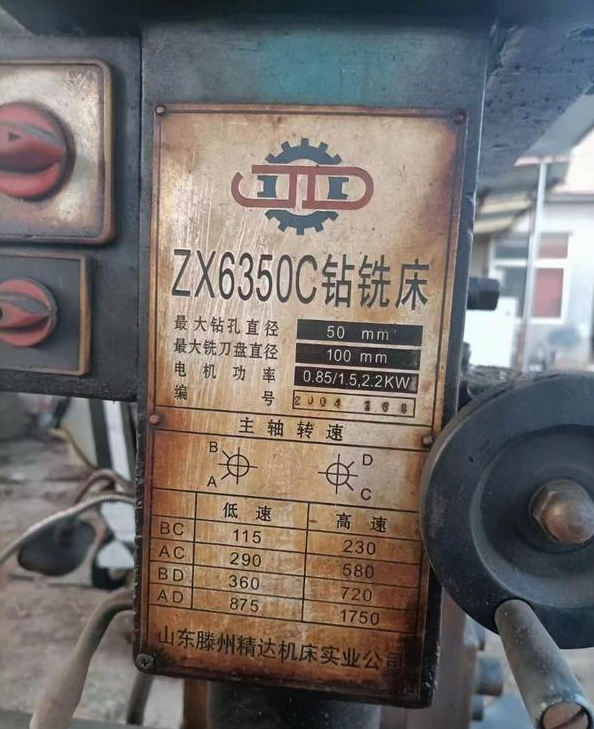 JD
ZX6350C钻铣床
最大钻孔直径 50 mm
最大铣刀盘直径 100 mm
电机功率 0.85/1.5,2.2KW
编号 2004 168
主轴转速
B A D C
低速 高速
BC 115 230
AC 290 580
BD 360 720
AD 875 1750
山东滕州精达机床实业公司